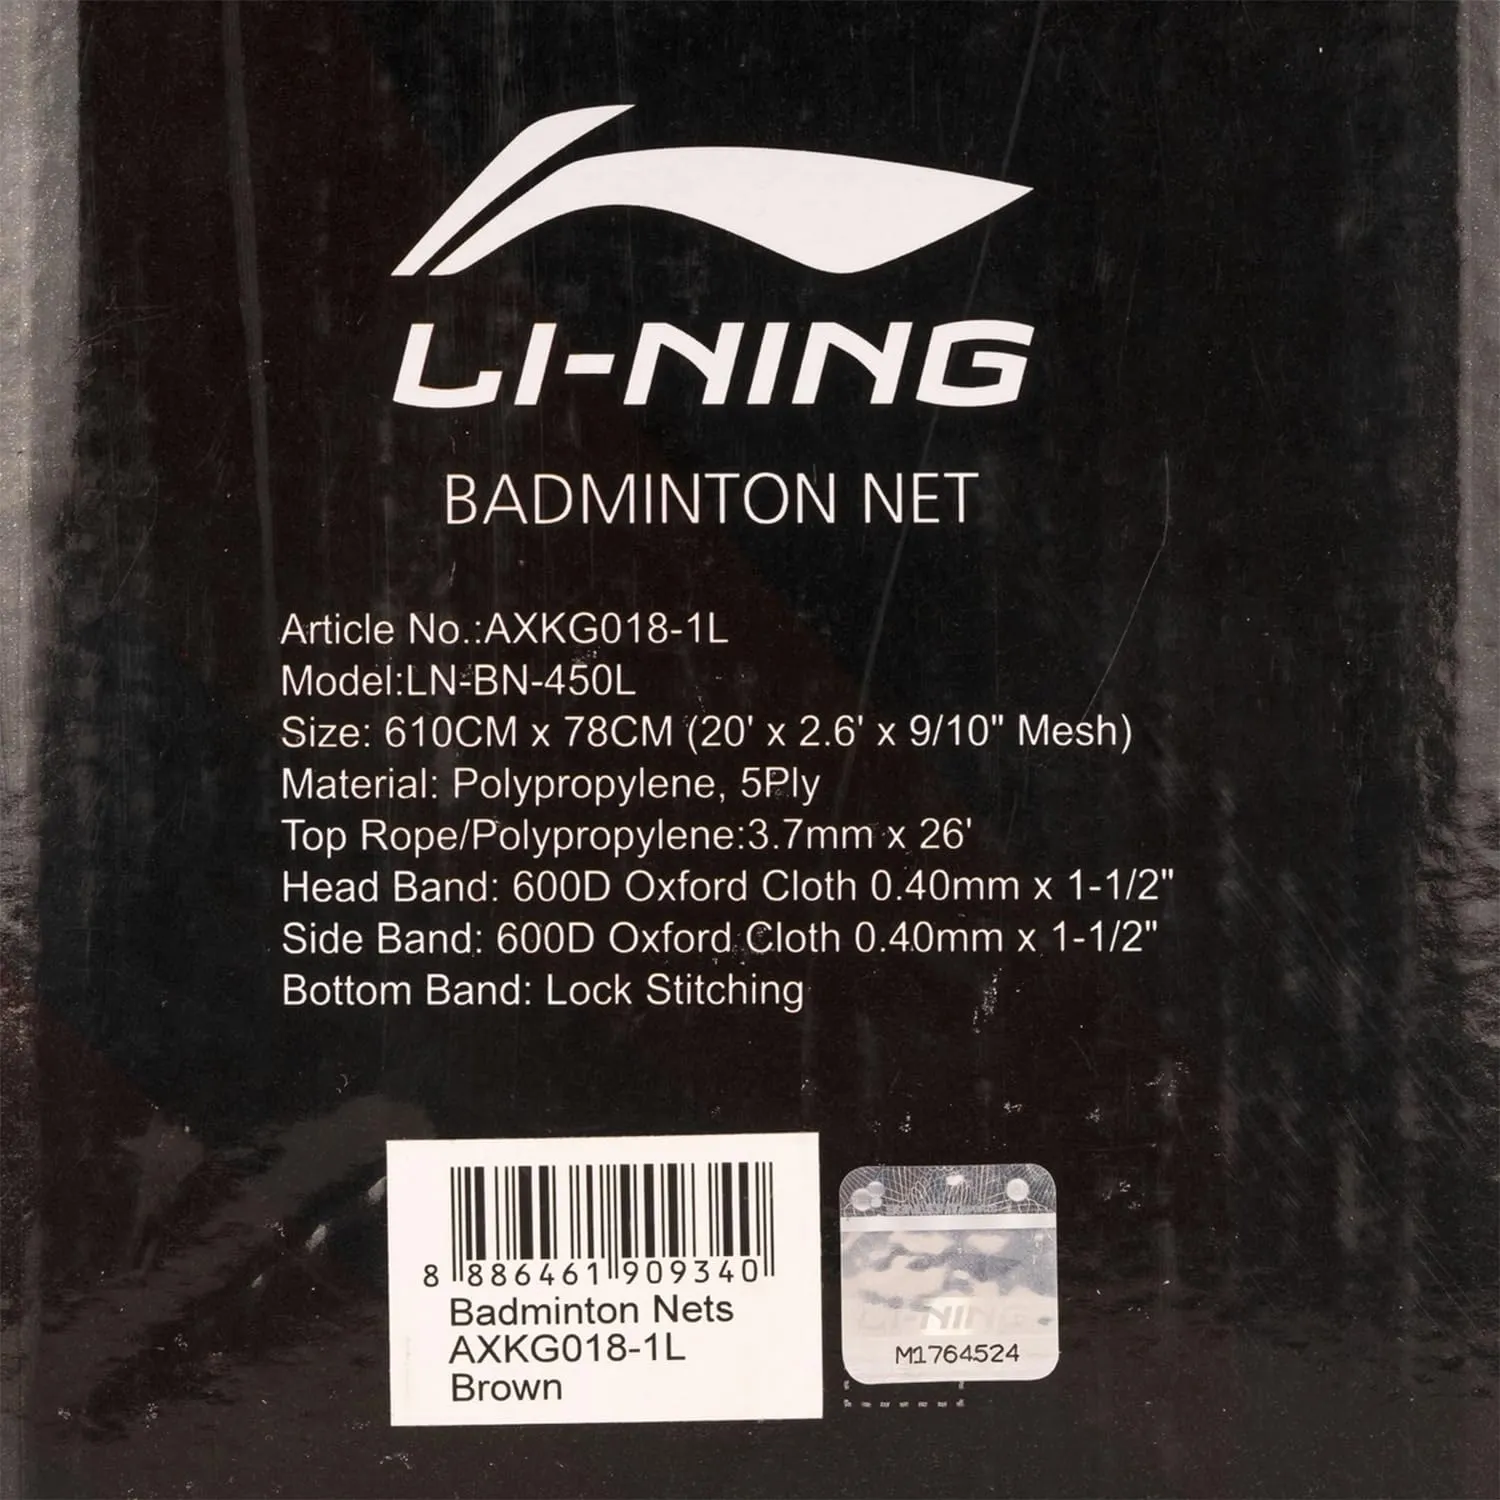 LI-NING
BADMINTON NET
Article No.:AXKG018-1L
Model:LN-BN-450L
Size: 610CM x 78CM (20' x 2.6' x 9/10" Mesh)
Material: Polypropylene, 5Ply
Top Rope/Polypropylene:3.7mm x 26'
Head Band: 600D Oxford Cloth 0.40mm x 1-1/2"
Side Band: 600D Oxford Cloth 0.40mm x 1-1/2"
Bottom Band: Lock Stitching
8 886461 909340
Badminton Nets
AXKG018-1L
Brown
LI-NING
M1764524